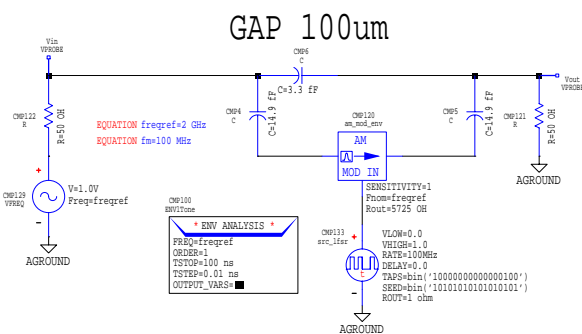 GAP 100um
Vin
VPROBE
CMP6
C
C=3.3 fF
Vout
VPROBE
CMP122
R
R=50 OH
EQUATION freqref=2 GHz
EQUATION fm=100 MHz
CMP4
C
C=14.9 fF
CMP120
am_mod_env
AM
MOD IN
SENSITIVITY=1
Fnom=freqref
Rout=5725 OH
CMP5
C
C=14.9 fF
CMP121
R
R=50 OH
AGROUND
+
CMP129
VFREQ
V=1.0V
Freq=freqref
-
AGROUND
CMP100
ENV1Tone
* ENV ANALYSIS *
FREQ=freqref
ORDER=1
TSTOP=100 ns
TSTEP=0.01 ns
OUTPUT_VARS=
CMP133
src_lfsr
+
t
-
VLOW=0.0
VHIGH=1.0
RATE=100MHz
DELAY=0.0
TAPS=bin('10000000000000100')
SEED=bin('10101010101010101')
ROUT=1 ohm
AGROUND